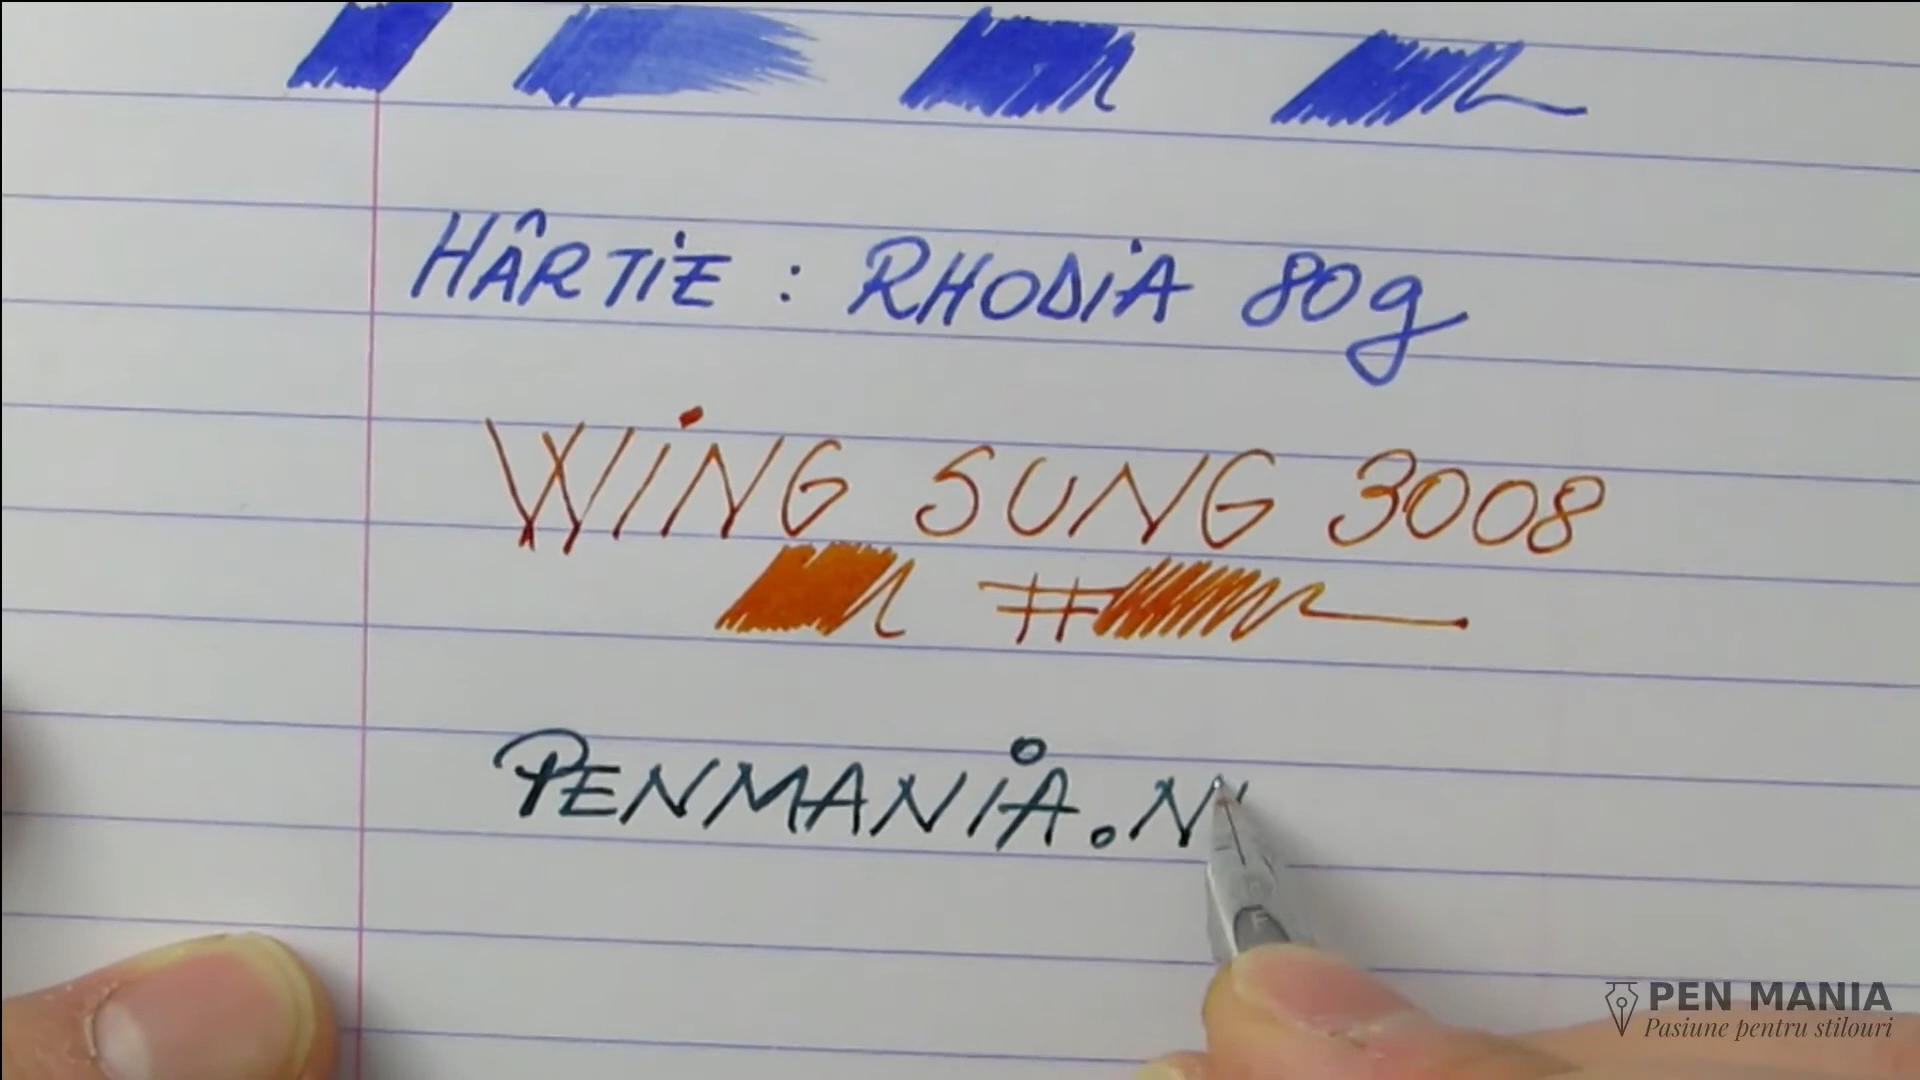 HÂRTiE : RHODiA 80g
WiNG SUNG 3008
#
PENMANiA.N
F
PEN MANIA
Pasiune pentru stilouri